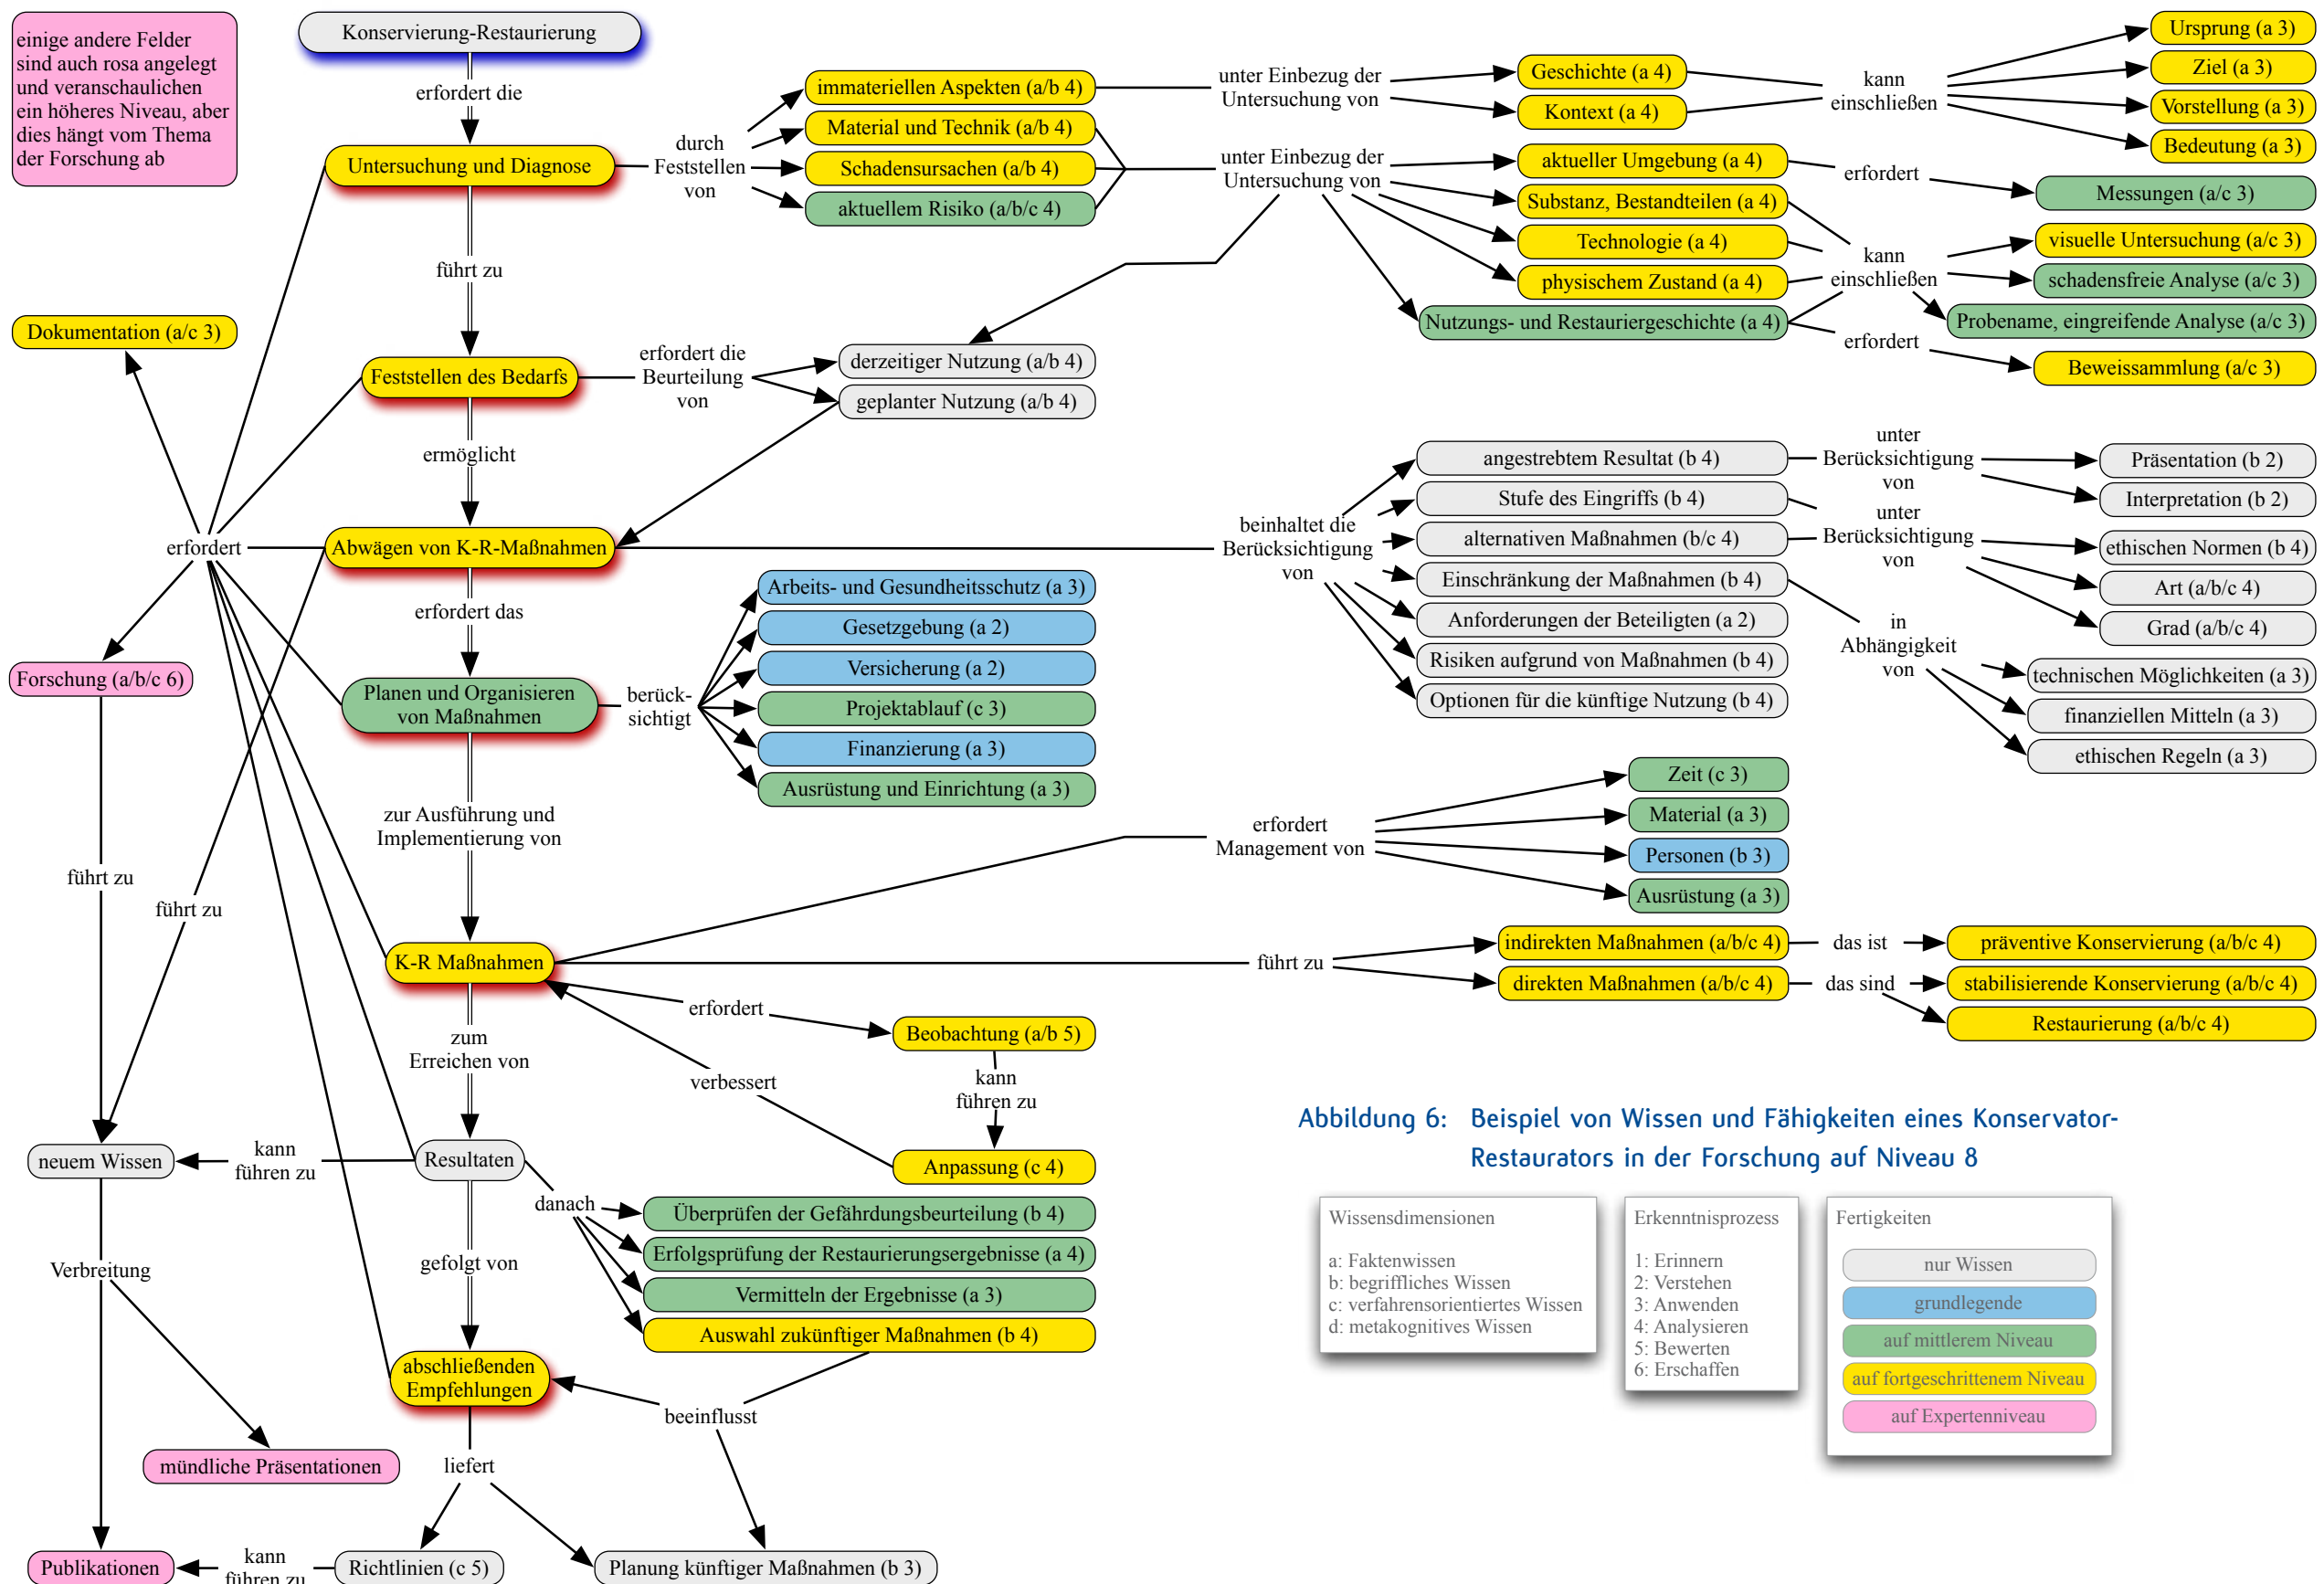 einige andere Felder
sind auch rosa angelegt
und veranschaulichen
ein höheres Niveau, aber
dies hängt vom Thema
der Forschung ab
Konservierung-Restaurierung
erfordert die
Untersuchung und Diagnose
durch
Feststellen
von
immateriellen Aspekten (a/b 4)
Material und Technik (a/b 4)
Schadensursachen (a/b 4)
aktuellem Risiko (a/b/c 4)
unter Einbezug der
Untersuchung von
Geschichte (a 4)
Kontext (a 4)
kann
einschließen
Ursprung (a 3)
Ziel (a 3)
Vorstellung (a 3)
Bedeutung (a 3)
unter Einbezug der
Untersuchung von
aktueller Umgebung (a 4)
Substanz, Bestandteilen (a 4)
Technologie (a 4)
physischem Zustand (a 4)
Nutzungs- und Restauriergeschichte (a 4)
erfordert
Messungen (a/c 3)
kann
einschließen
visuelle Untersuchung (a/c 3)
schadensfreie Analyse (a/c 3)
Probename, eingreifende Analyse (a/c 3)
erfordert
Beweissammlung (a/c 3)
führt zu
Dokumentation (a/c 3)
Feststellen des Bedarfs
erfordert die
Beurteilung
von
derzeitiger Nutzung (a/b 4)
geplanter Nutzung (a/b 4)
ermöglicht
erfordert
Abwägen von K-R-Maßnahmen
beinhaltet die
Berücksichtigung
von
angestrebtem Resultat (b 4)
Stufe des Eingriffs (b 4)
alternativen Maßnahmen (b/c 4)
Einschränkung der Maßnahmen (b 4)
Anforderungen der Beteiligten (a 2)
Risiken aufgrund von Maßnahmen (b 4)
Optionen für die künftige Nutzung (b 4)
unter
Berücksichtigung
von
Präsentation (b 2)
Interpretation (b 2)
unter
Berücksichtigung
von
ethischen Normen (b 4)
Art (a/b/c 4)
Grad (a/b/c 4)
in
Abhängigkeit
von
technischen Möglichkeiten (a 3)
finanziellen Mitteln (a 3)
ethischen Regeln (a 3)
erfordert das
Forschung (a/b/c 6)
Planen und Organisieren
von Maßnahmen
berück-
sichtigt
Arbeits- und Gesundheitsschutz (a 3)
Gesetzgebung (a 2)
Versicherung (a 2)
Projektablauf (c 3)
Finanzierung (a 3)
Ausrüstung und Einrichtung (a 3)
zur Ausführung und
Implementierung von
erfordert
Management von
Zeit (c 3)
Material (a 3)
Personen (b 3)
Ausrüstung (a 3)
führt zu
führt zu
K-R Maßnahmen
führt zu
indirekten Maßnahmen (a/b/c 4)
das ist
präventive Konservierung (a/b/c 4)
direkten Maßnahmen (a/b/c 4)
das sind
stabilisierende Konservierung (a/b/c 4)
Restaurierung (a/b/c 4)
erfordert
Beobachtung (a/b 5)
kann
führen zu
verbessert
Anpassung (c 4)
zum
Erreichen von
neuem Wissen
kann
führen zu
Resultaten
danach
Überprüfen der Gefährdungsbeurteilung (b 4)
Erfolgsprüfung der Restaurierungsergebnisse (a 4)
Vermitteln der Ergebnisse (a 3)
Auswahl zukünftiger Maßnahmen (b 4)
gefolgt von
Verbreitung
abschließenden
Empfehlungen
beeinflusst
mündliche Präsentationen
liefert
Publikationen
kann
führen zu
Richtlinien (c 5)
Planung künftiger Maßnahmen (b 3)
Abbildung 6: Beispiel von Wissen und Fähigkeiten eines Konservator-
Restaurators in der Forschung auf Niveau 8
Wissensdimensionen
a: Faktenwissen
b: begriffliches Wissen
c: verfahrensorientiertes Wissen
d: metakognitives Wissen
Erkenntnisprozess
1: Erinnern
2: Verstehen
3: Anwenden
4: Analysieren
5: Bewerten
6: Erschaffen
Fertigkeiten
nur Wissen
grundlegende
auf mittlerem Niveau
auf fortgeschrittenem Niveau
auf Expertenniveau